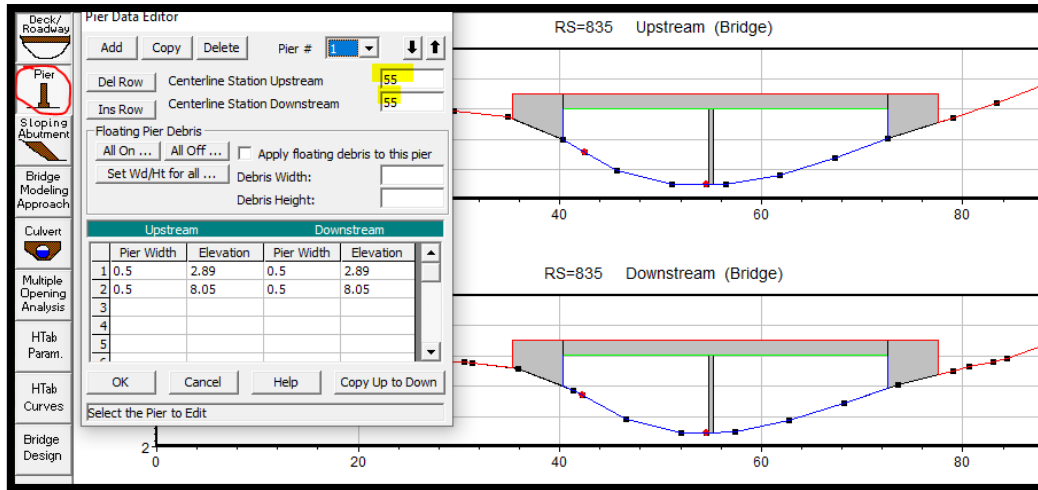 Deck/
Roadway
Pier
Sloping
Abutment
Bridge
Modeling
Approach
Culvert
Multiple
Opening
Analysis
HTab
Param.
HTab
Curves
Bridge
Design
Pier Data Editor
Add Copy Delete Pier # 1
Del Row Centerline Station Upstream 55
Ins Row Centerline Station Downstream 55
Floating Pier Debris
All On ... All Off ... Apply floating debris to this pier
Set Wd/Ht for all ... Debris Width:
Debris Height:
Upstream Downstream
Pier Width Elevation Pier Width Elevation
1 0.5 2.89 0.5 2.89
2 0.5 8.05 0.5 8.05
3
4
5
OK Cancel Help Copy Up to Down
Select the Pier to Edit
RS=835 Upstream (Bridge)
40 60 80
RS=835 Downstream (Bridge)
2
0 20 40 60 80